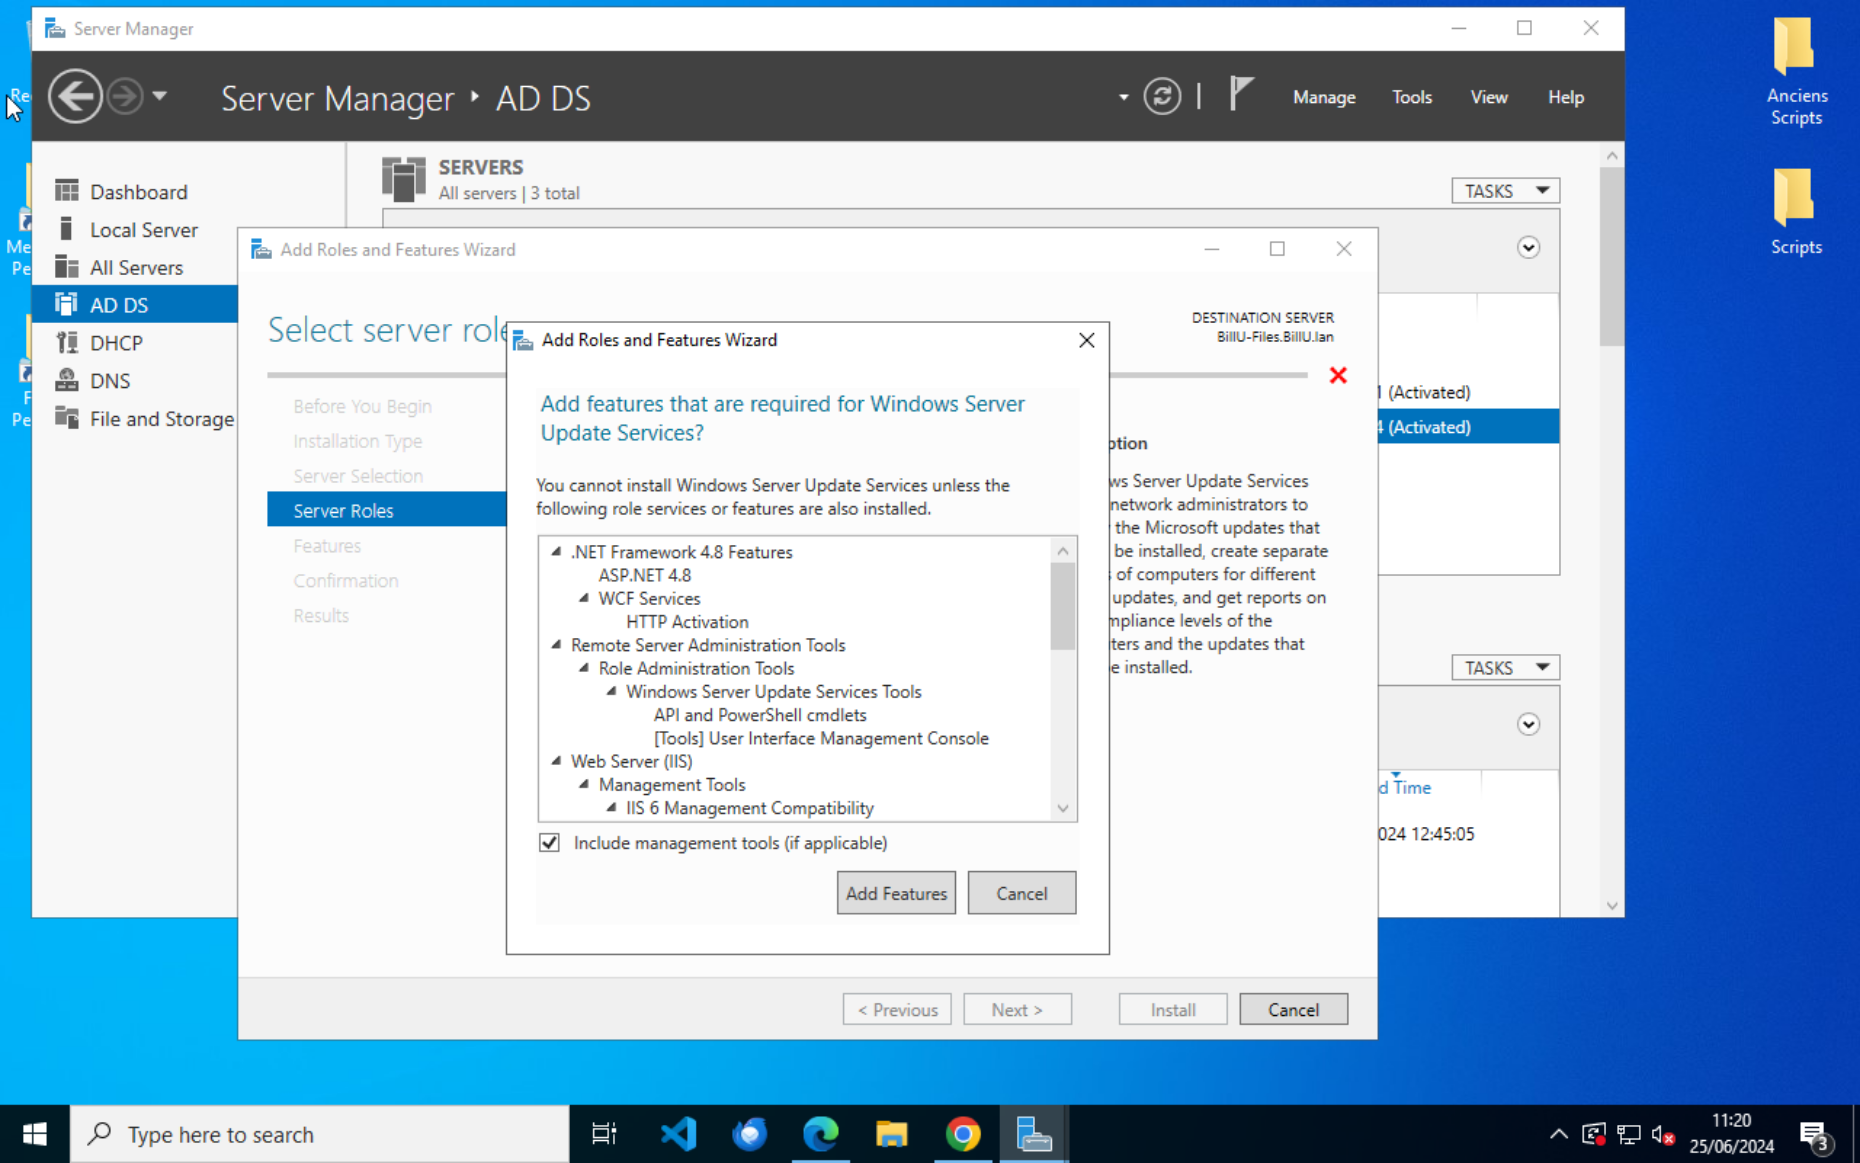 Server Manager
Server Manager ‣ AD DS
Manage
Tools
View
Help
Dashboard
Local Server
All Servers
AD DS
DHCP
DNS
File and Storage
SERVERS
All servers | 3 total
TASKS
(Activated)
(Activated)
TASKS
d Time
024 12:45:05
Add Roles and Features Wizard
Select server
DESTINATION SERVER
BillU-Files.BillU.lan
Before You Begin
Installation Type
Server Selection
Server Roles
Features
Confirmation
Results
ption
ws Server Update Services
network administrators to
the Microsoft updates that
be installed, create separate
of computers for different
updates, and get reports on
mpliance levels of the
ters and the updates that
e installed.
Add Roles and Features Wizard
Add features that are required for Windows Server
Update Services?
You cannot install Windows Server Update Services unless the
following role services or features are also installed.
.NET Framework 4.8 Features
ASP.NET 4.8
WCF Services
HTTP Activation
Remote Server Administration Tools
Role Administration Tools
Windows Server Update Services Tools
API and PowerShell cmdlets
[Tools] User Interface Management Console
Web Server (IIS)
Management Tools
IIS 6 Management Compatibility
Include management tools (if applicable)
Add Features
Cancel
< Previous
Next >
Install
Cancel
Anciens
Scripts
Scripts
Re
Me
Pe
F
Pe
Type here to search
11:20
25/06/2024
3